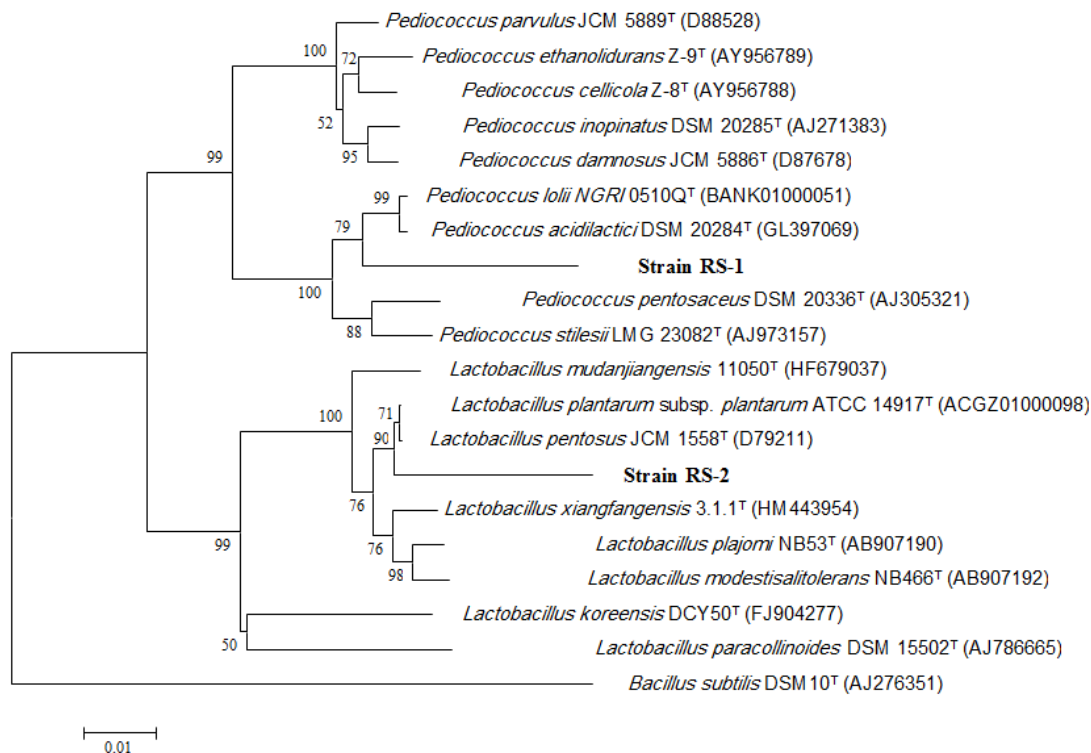 Pediococcus parvulus JCM 5889ᵀ (D88528)
100
72
Pediococcus ethanolidurans Z-9ᵀ (AY956789)
Pediococcus cellicola Z-8ᵀ (AY956788)
52
Pediococcus inopinatus DSM 20285ᵀ (AJ271383)
95
Pediococcus damnosus JCM 5886ᵀ (D87678)
99
99
Pediococcus lolii NGRI 0510Qᵀ (BANK01000051)
79
Pediococcus acidilactici DSM 20284ᵀ (GL397069)
Strain RS-1
100
Pediococcus pentosaceus DSM 20336ᵀ (AJ305321)
88
Pediococcus stilesii LMG 23082ᵀ (AJ973157)
Lactobacillus mudanjiangensis 11050ᵀ (HF679037)
100
71
Lactobacillus plantarum subsp. plantarum ATCC 14917ᵀ (ACGZ01000098)
90
Lactobacillus pentosus JCM 1558ᵀ (D79211)
Strain RS-2
76
Lactobacillus xiangfangensis 3.1.1ᵀ (HM443954)
99
76
Lactobacillus plajomi NB53ᵀ (AB907190)
98
Lactobacillus modestisalitolerans NB466ᵀ (AB907192)
Lactobacillus koreensis DCY50ᵀ (FJ904277)
50
Lactobacillus paracollinoides DSM 15502ᵀ (AJ786665)
Bacillus subtilis DSM10ᵀ (AJ276351)
0.01